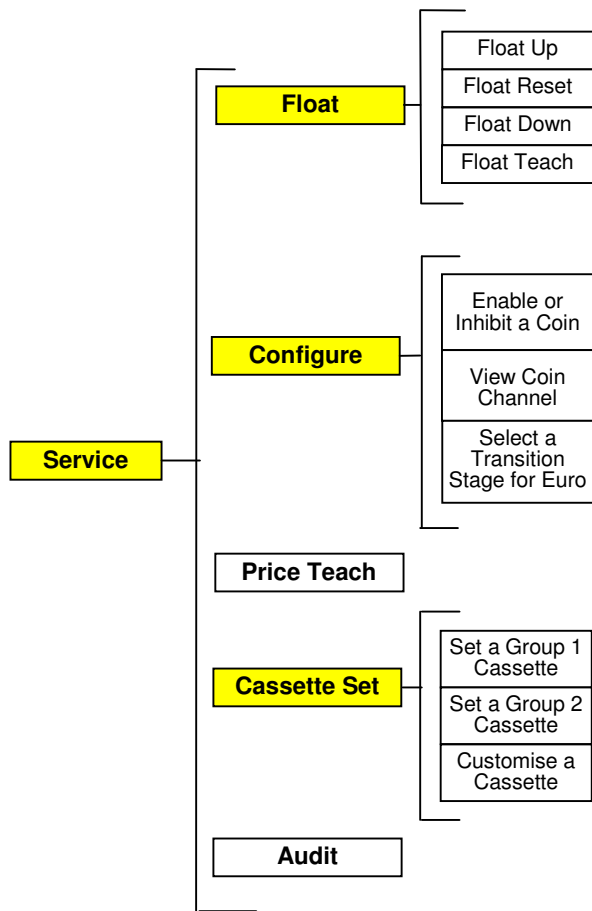 Float Up
Float
Float Reset
Float Down
Float Teach
Enable or
Inhibit a Coin
Configure
View Coin
Channel
Service
Select a
Transition
Stage for Euro
Price Teach
Set a Group 1
Cassette
Cassette Set
Set a Group 2
Cassette
Customise a
Cassette
Audit